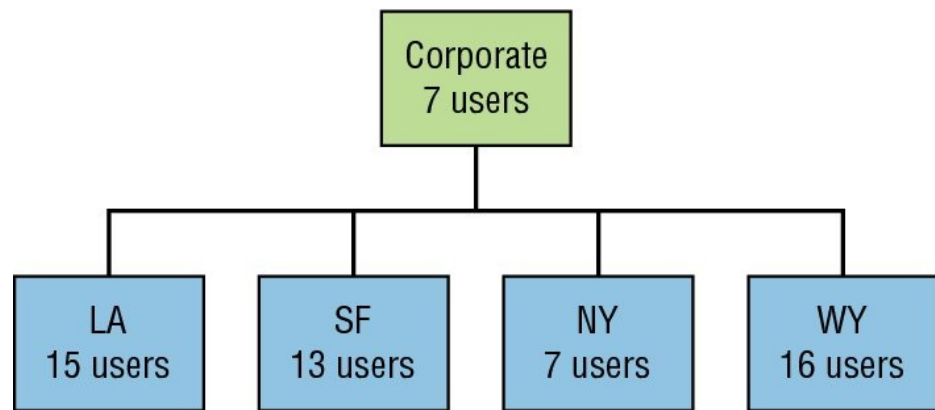 Corporate
7 users
LA
15 users
SF
13 users
NY
7 users
WY
16 users